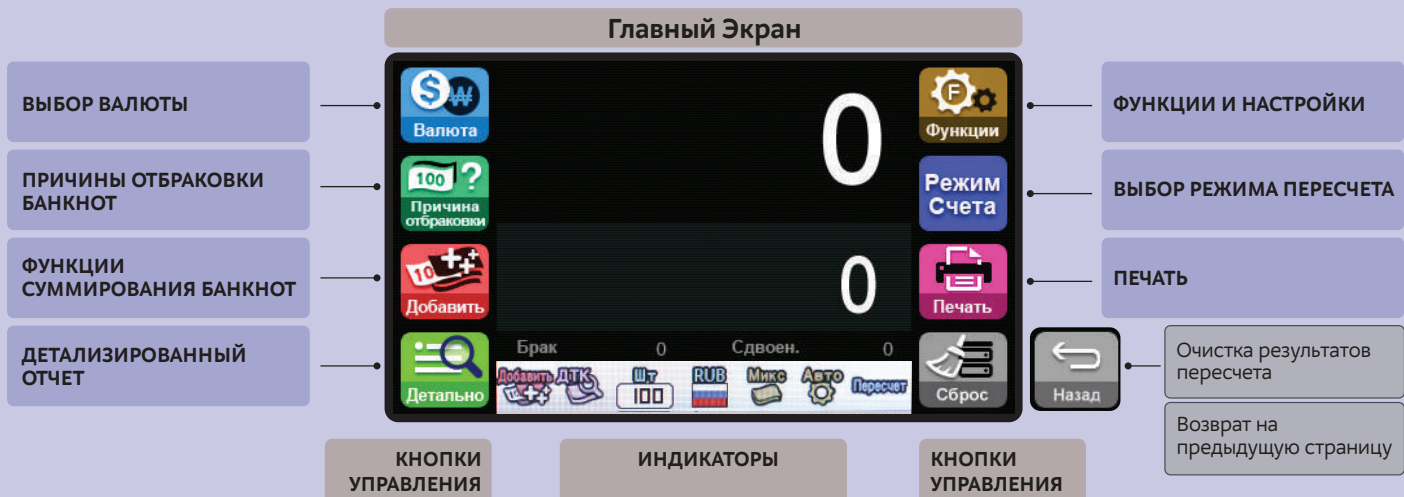 Главный Экран
ВЫБОР ВАЛЮТЫ
ПРИЧИНЫ ОТБРАКОВКИ
БАНКНОТ
ФУНКЦИИ
СУММИРОВАНИЯ БАНКНОТ
ДЕТАЛИЗИРОВАННЫЙ
ОТЧЕТ
$₩
Валюта
100 ?
Причина
отбраковки
10
Добавить
Детально
0
0
Брак 0 Сдвоен. 0
Добавить ДТК Шт RUB Микс Авто Пересчет
100
F
Функции
Режим
Счета
Печать
Сброс
Назад
ФУНКЦИИ И НАСТРОЙКИ
ВЫБОР РЕЖИМА ПЕРЕСЧЕТА
ПЕЧАТЬ
Очистка результатов
пересчета
Возврат на
предыдущую страницу
КНОПКИ
УПРАВЛЕНИЯ
ИНДИКАТОРЫ
КНОПКИ
УПРАВЛЕНИЯ